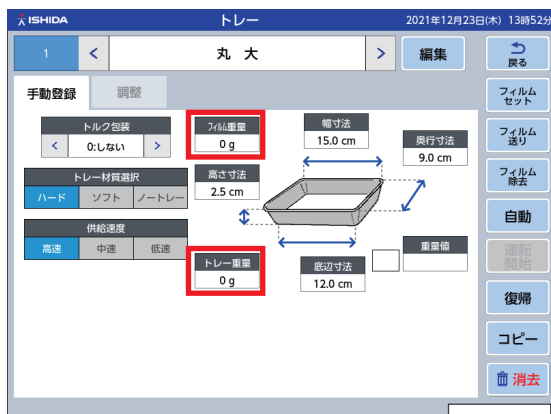 ISHIDA
トレー
2021年12月23日(木) 13時52分
1
<
丸 大
>
編集
戻る
手動登録
調整
フィルム
セット
トルク包装
<
0:しない
>
フィルム重量
0 g
幅寸法
15.0 cm
奥行寸法
9.0 cm
フィルム
送り
トレー材質選択
ハード
ソフト
ノートレー
高さ寸法
2.5 cm
フィルム
除去
供給速度
高速
中速
低速
自動
トレー重量
0 g
底辺寸法
12.0 cm
重量値
運転
開始
復帰
コピー
消去